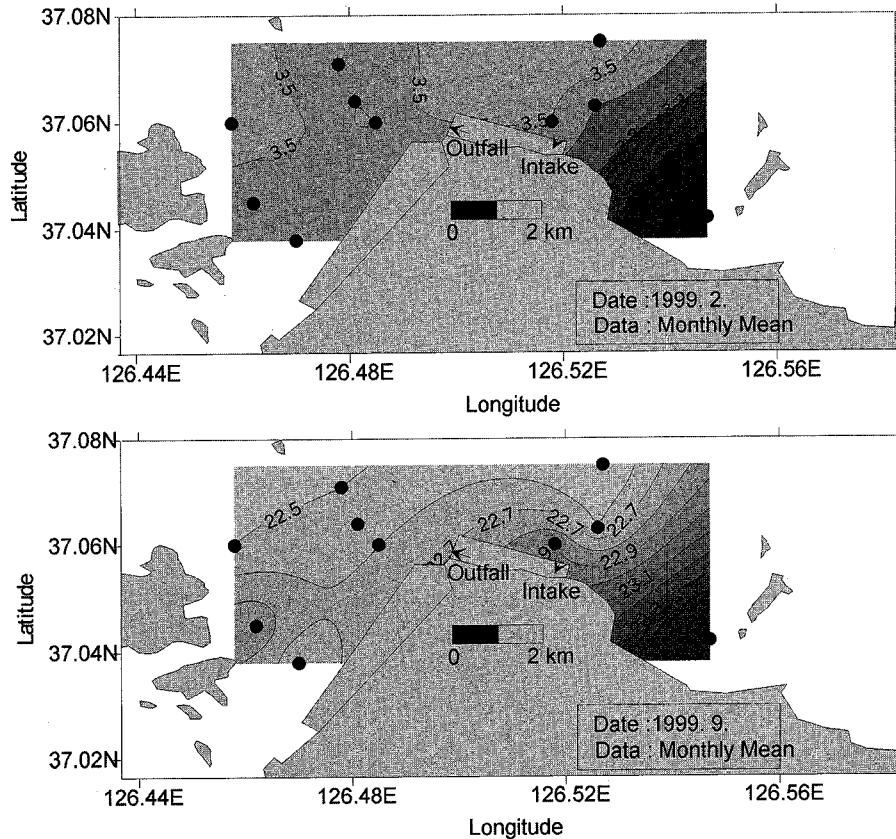 37.08N
37.06N
37.04N
37.02N
Latitude
3.5
3.5
3.5
3.5
3.5
Outfall
Intake
0 2 km
Date :1999. 2.
Data : Monthly Mean
126.44E 126.48E 126.52E 126.56E
Longitude
37.08N
37.06N
37.04N
37.02N
Latitude
22.5
22.7
22.7
22.7
22.9
23.1
Outfall
Intake
0 2 km
Date :1999. 9.
Data : Monthly Mean
126.44E 126.48E 126.52E 126.56E
Longitude